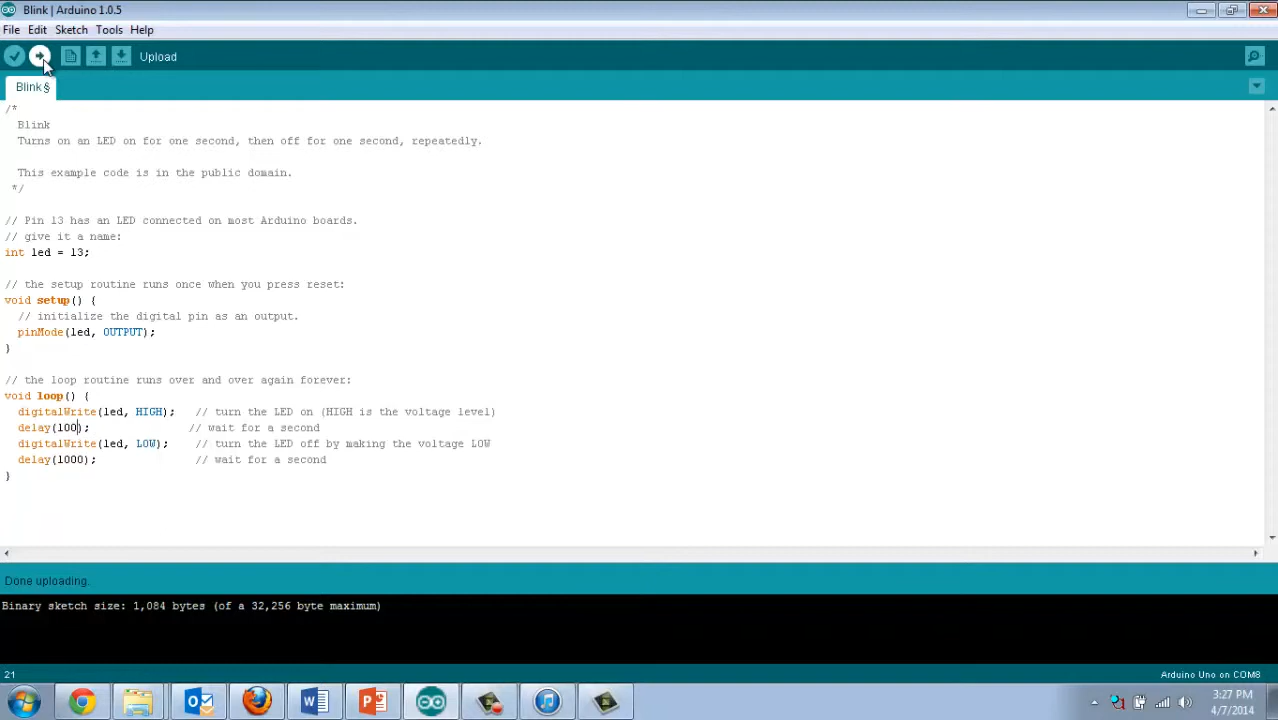 Blink | Arduino 1.0.5
File Edit Sketch Tools Help
Upload
Blink §
/*
Blink
Turns on an LED on for one second, then off for one second, repeatedly.
This example code is in the public domain.
*/
// Pin 13 has an LED connected on most Arduino boards.
// give it a name:
int led = 13;
// the setup routine runs once when you press reset:
void setup() {
// initialize the digital pin as an output.
pinMode(led, OUTPUT);
}
// the loop routine runs over and over again forever:
void loop() {
digitalWrite(led, HIGH); // turn the LED on (HIGH is the voltage level)
delay(100); // wait for a second
digitalWrite(led, LOW); // turn the LED off by making the voltage LOW
delay(1000); // wait for a second
}
Done uploading.
Binary sketch size: 1,084 bytes (of a 32,256 byte maximum)
21
Arduino Uno on COM8
3:27 PM
4/7/2014